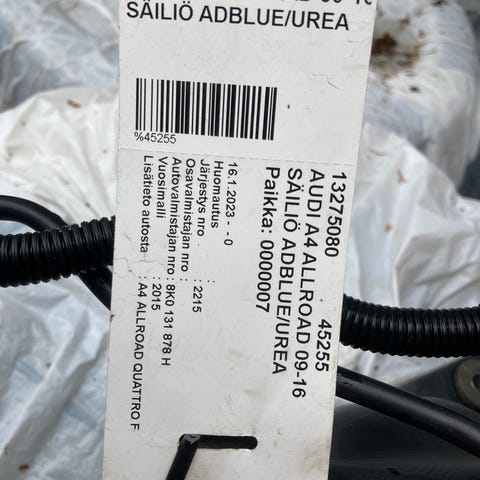 SÄILIÖ ADBLUE/UREA
%45255
13275080 45255
AUDI A4 ALLROAD 09-16
SÄILIÖ ADBLUE/UREA
Paikka: 0000007
16.1.2023 - - 0
Huomautus :
Järjestys nro : 2215
Osavalmistajan nro :
Autovalmistajan nro : 8K0 131 878 H
Vuosimalli : 2015
Lisätieto autosta : A4 ALLROAD QUATTRO F